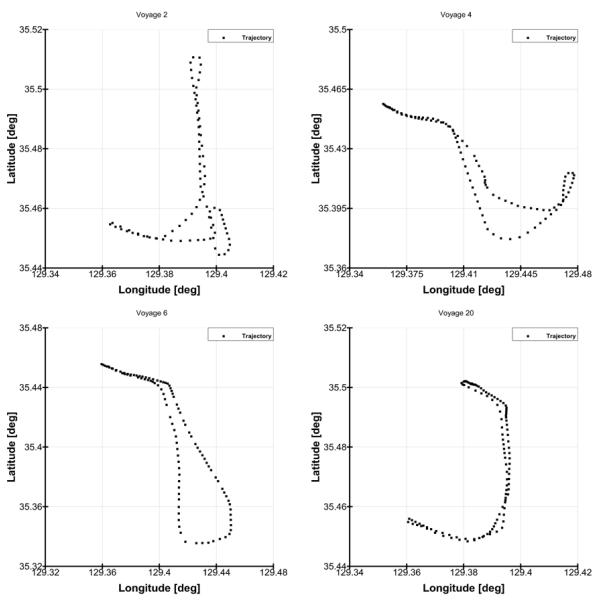 Voyage 2
35.52
Trajectory
35.5
35.48
35.46
35.44
Latitude [deg]
129.34 129.36 129.38 129.4 129.42
Longitude [deg]
Voyage 4
35.5
Trajectory
35.465
35.43
35.395
35.36
Latitude [deg]
129.34 129.375 129.41 129.445 129.48
Longitude [deg]
Voyage 6
35.48
Trajectory
35.44
35.4
35.36
35.32
Latitude [deg]
129.32 129.36 129.4 129.44 129.48
Longitude [deg]
Voyage 20
35.52
Trajectory
35.5
35.48
35.46
35.44
Latitude [deg]
129.34 129.36 129.38 129.4 129.42
Longitude [deg]